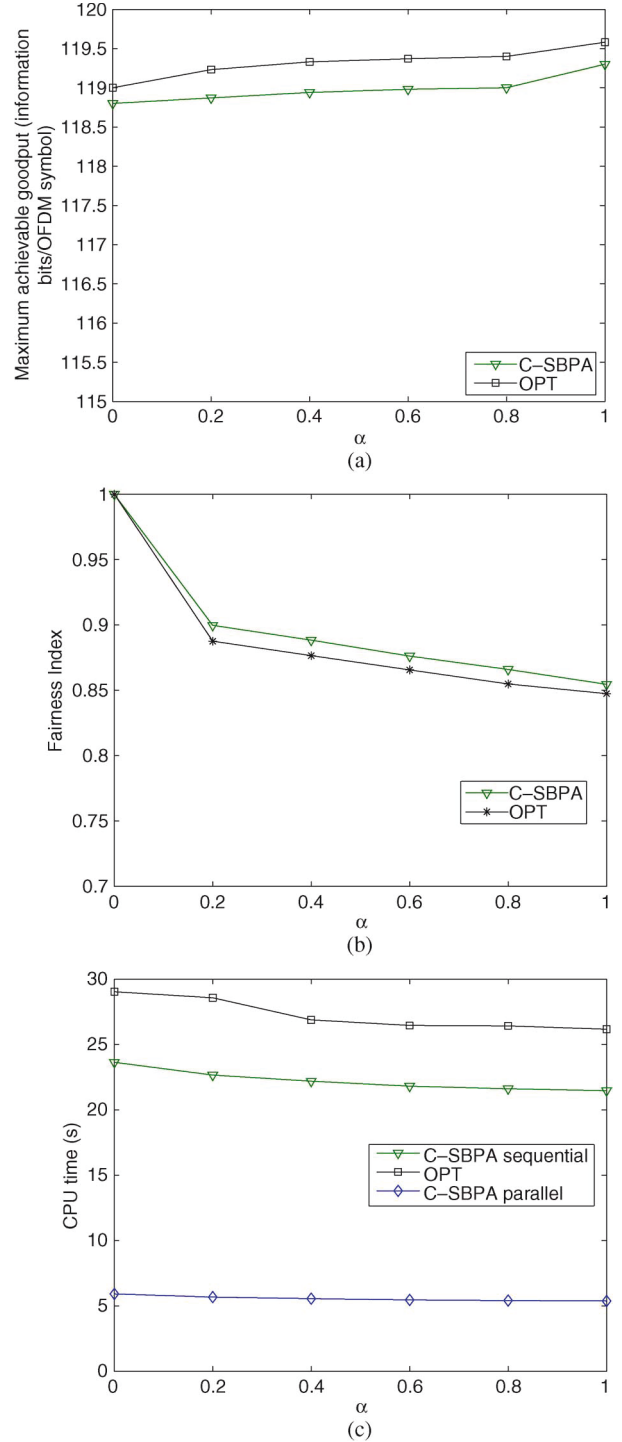 120
119.5
119
118.5
118
117.5
117
116.5
116
115.5
115
Maximum achievable goodput (information
bits/OFDM symbol)
C–SBPA
OPT
0
0.2
0.4
0.6
0.8
1
α
(a)
1
0.95
0.9
0.85
0.8
0.75
0.7
Fairness Index
C–SBPA
OPT
0
0.2
0.4
0.6
0.8
1
α
(b)
30
25
20
15
10
5
0
CPU time (s)
C–SBPA sequential
OPT
C–SBPA parallel
0
0.2
0.4
0.6
0.8
1
α
(c)